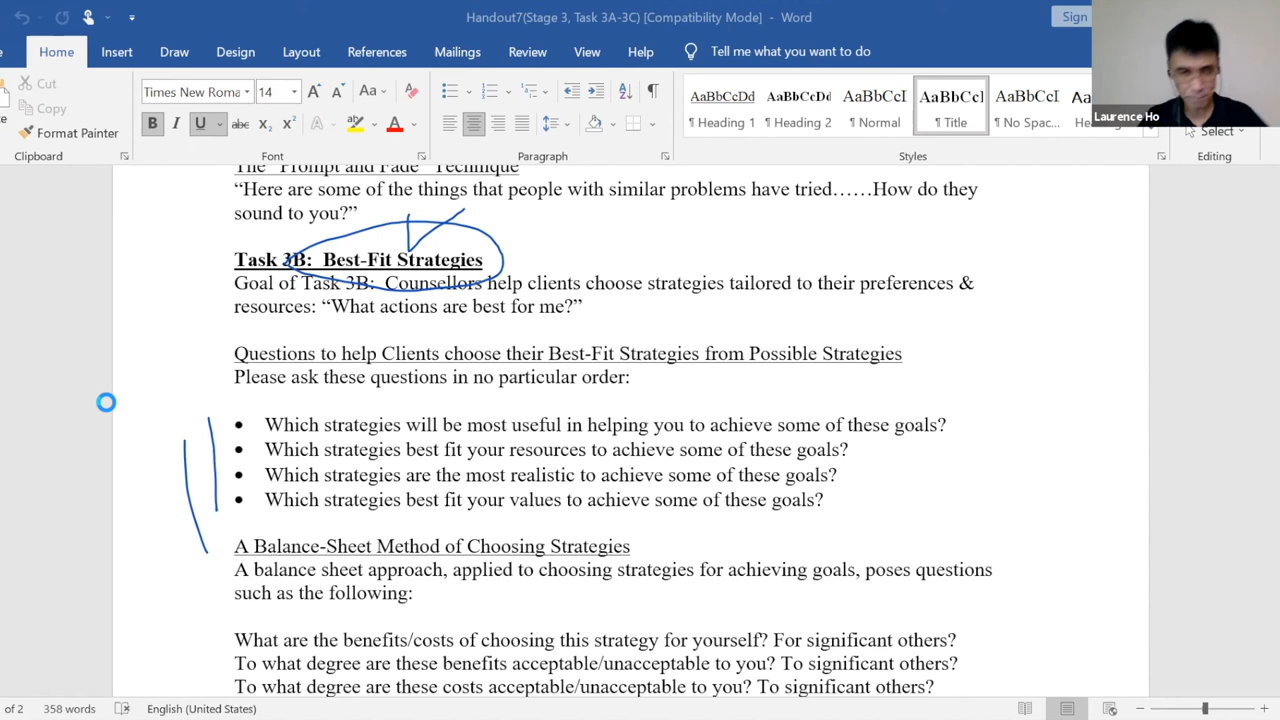 Handout7(Stage 3, Task 3A-3C) [Compatibility Mode] - Word
Sign
Home Insert Draw Design Layout References Mailings Review View Help Tell me what you want to do
Cut
Copy
Format Painter
Clipboard
Times New Roma 14
Font
Paragraph
AaBbCcDd AaBbCcDd AaBbCcI AaBbCcI AaBbCcI
¶ Heading 1 ¶ Heading 2 ¶ Normal ¶ Title ¶ No Spac...
Styles
Laurence Ho
Select
Editing
The "Prompt and Fade" Technique
“Here are some of the things that people with similar problems have tried……How do they
sound to you?”
Task 3B: Best-Fit Strategies
Goal of Task 3B: Counsellors help clients choose strategies tailored to their preferences &
resources: “What actions are best for me?”
Questions to help Clients choose their Best-Fit Strategies from Possible Strategies
Please ask these questions in no particular order:
• Which strategies will be most useful in helping you to achieve some of these goals?
• Which strategies best fit your resources to achieve some of these goals?
• Which strategies are the most realistic to achieve some of these goals?
• Which strategies best fit your values to achieve some of these goals?
A Balance-Sheet Method of Choosing Strategies
A balance sheet approach, applied to choosing strategies for achieving goals, poses questions
such as the following:
What are the benefits/costs of choosing this strategy for yourself? For significant others?
To what degree are these benefits acceptable/unacceptable to you? To significant others?
To what degree are these costs acceptable/unacceptable to you? To significant others?
of 2 358 words English (United States)